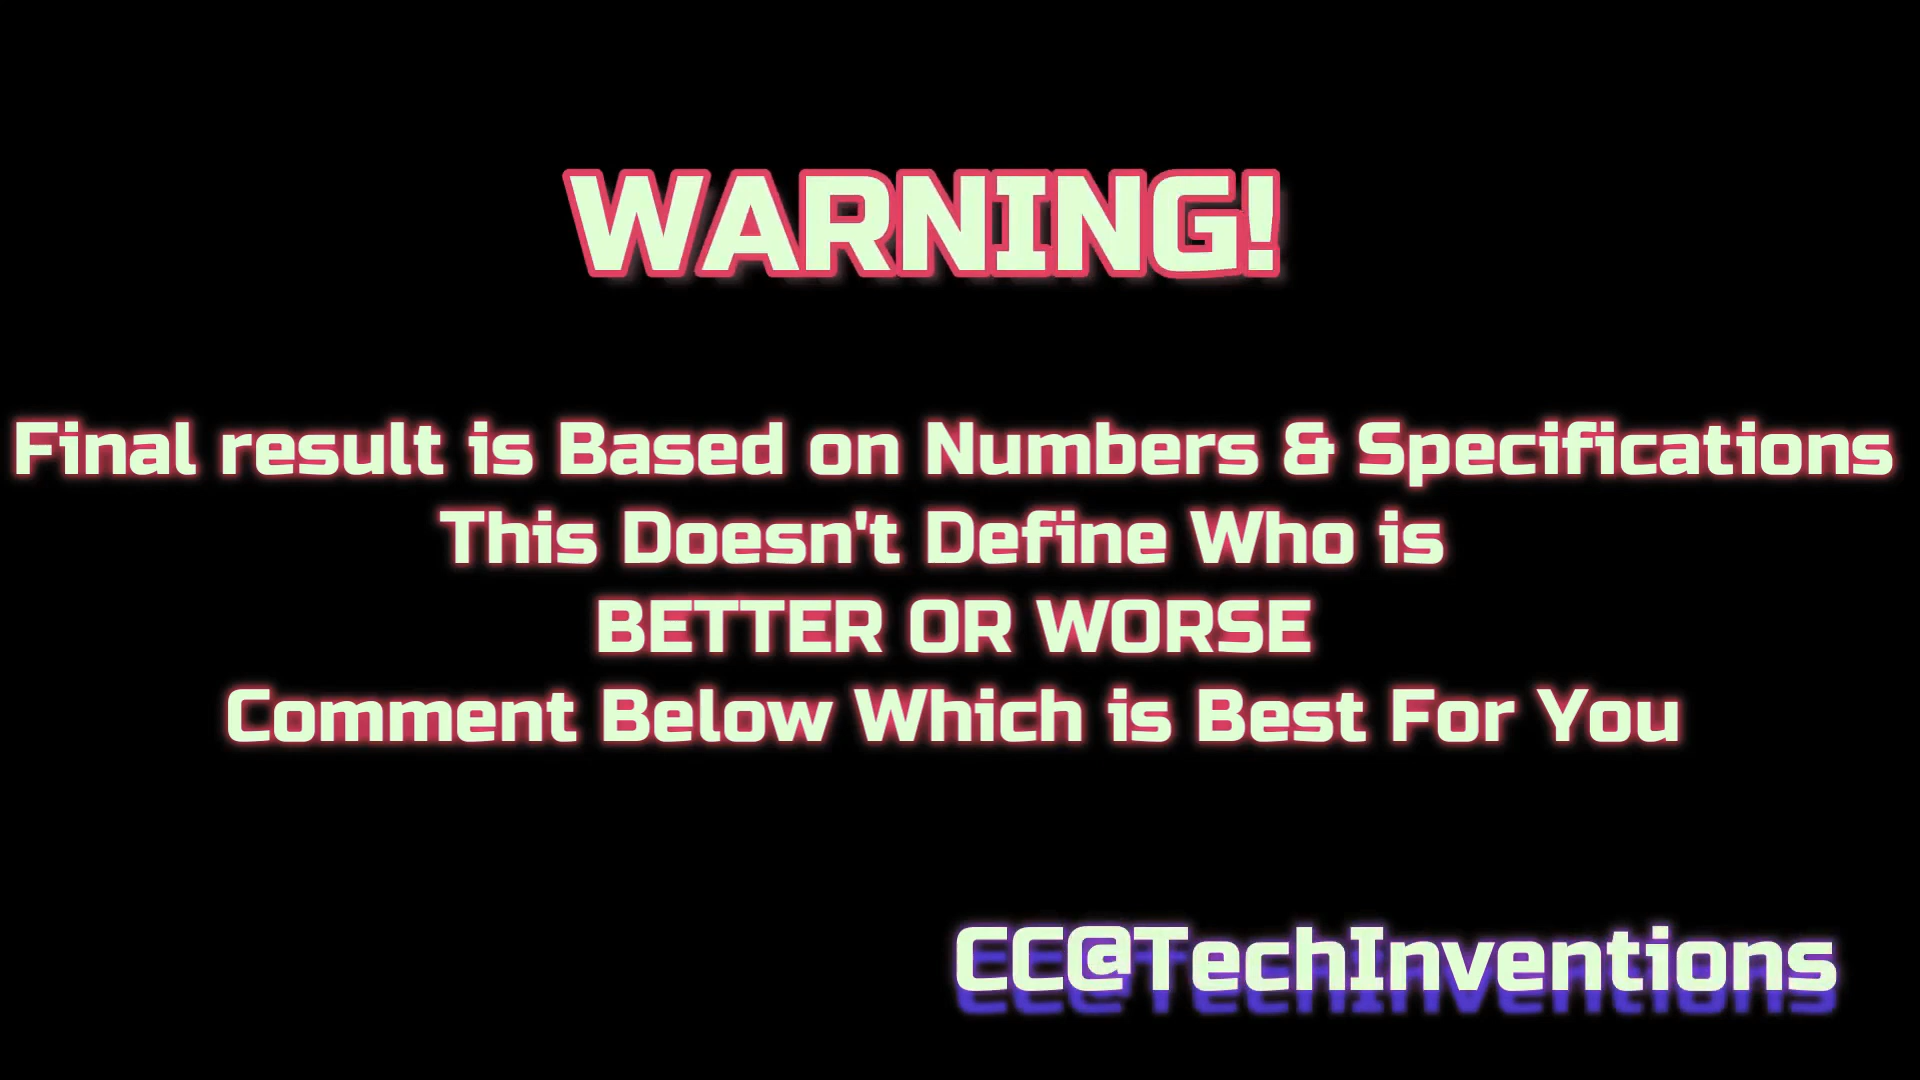 WARNING!
Final result is Based on Numbers & Specifications
This Doesn't Define Who is
BETTER OR WORSE
Comment Below Which is Best For You
CC@TechInventions